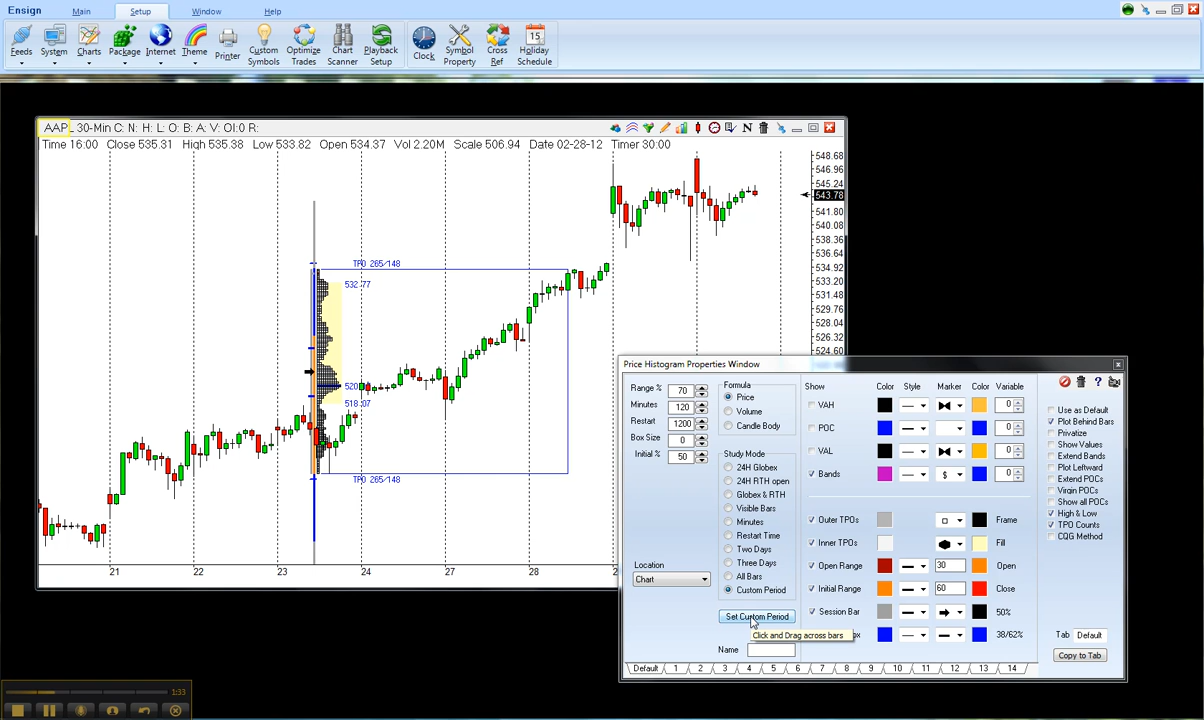 Ensign Main Setup Window Help
Feeds System Charts Package Internet Theme Printer Custom Symbols Optimize Trades Chart Scanner Playback Setup Clock Symbol Property Cross Ref 15 Holiday Schedule
AAPL 30-Min C: N: H: L: O: B: A: V: OI:0 R: N
Time 16:00 Close 535.31 High 535.38 Low 533.82 Open 534.37 Vol 2.20M Scale 506.94 Date 02-28-12 Timer 30:00
548.68
546.96
545.24
543.78
541.80
540.08
538.36
536.64
534.92
533.20
531.48
529.76
528.04
526.32
524.60
TPO 265/148
532.77
520.
518.07
TPO 265/148
21 22 23 24 27 28
Price Histogram Properties Window
Range % 70
Minutes 120
Restart 1200
Box Size 0
Initial % 50
Location
Chart
Formula
Price
Volume
Candle Body
Study Mode
24H Globex
24H RTH open
Globex & RTH
Visible Bars
Minutes
Restart Time
Two Days
Three Days
All Bars
Custom Period
Set Custom Period
Click and Drag across bars
Name
Show Color Style Marker Color Variable
VAH 0
POC 0
VAL 0
Bands $ 0
Outer TPOs Frame
Inner TPOs Fill
Open Range 30 Open
Initial Range 60 Close
Session Bar 50%
ox 38/62%
Use as Default
Plot Behind Bars
Privatize
Show Values
Extend Bands
Plot Leftward
Extend POCs
Virgin POCs
Show all POCs
High & Low
TPO Counts
CQG Method
Tab Default
Copy to Tab
Default 1 2 3 4 5 6 7 8 9 10 11 12 13 14
1:33